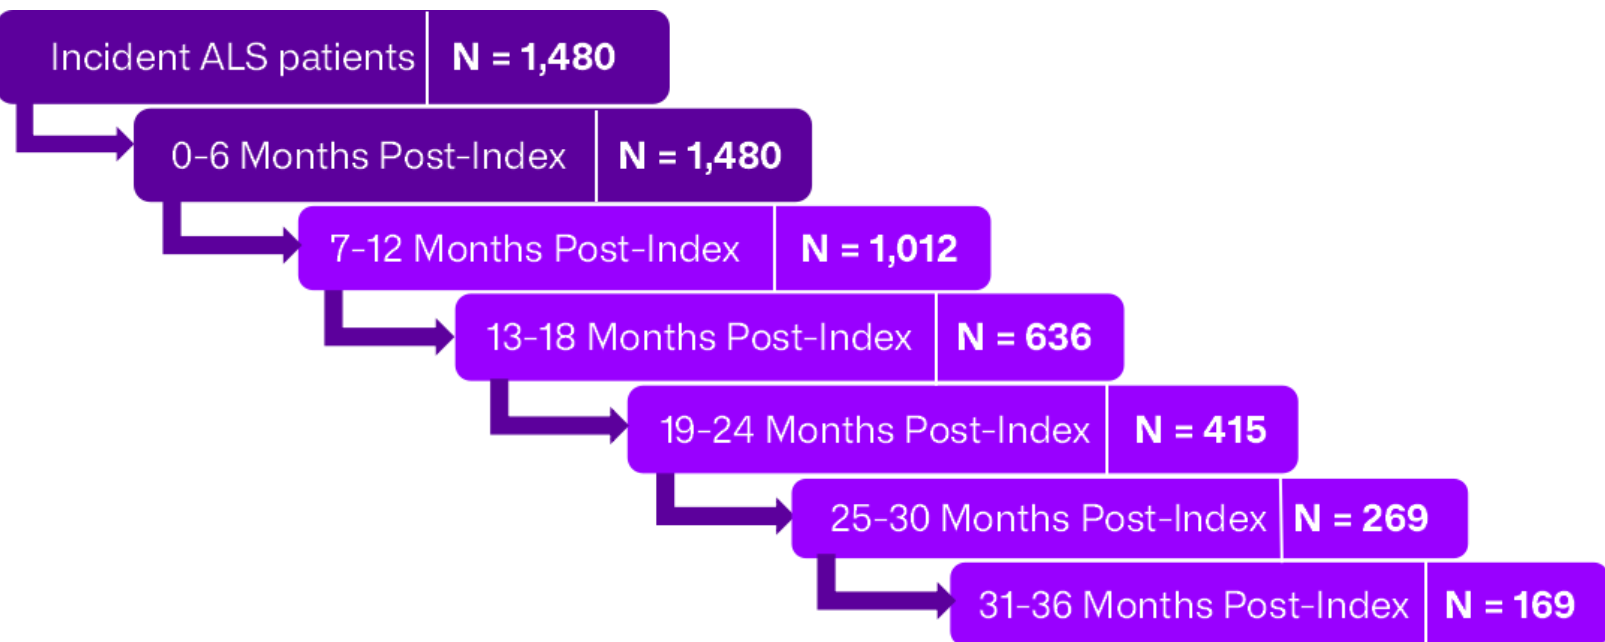 Incident ALS patients N = 1,480
0-6 Months Post-Index N = 1,480
7-12 Months Post-Index N = 1,012
13-18 Months Post-Index N = 636
19-24 Months Post-Index N = 415
25-30 Months Post-Index N = 269
31-36 Months Post-Index N = 169